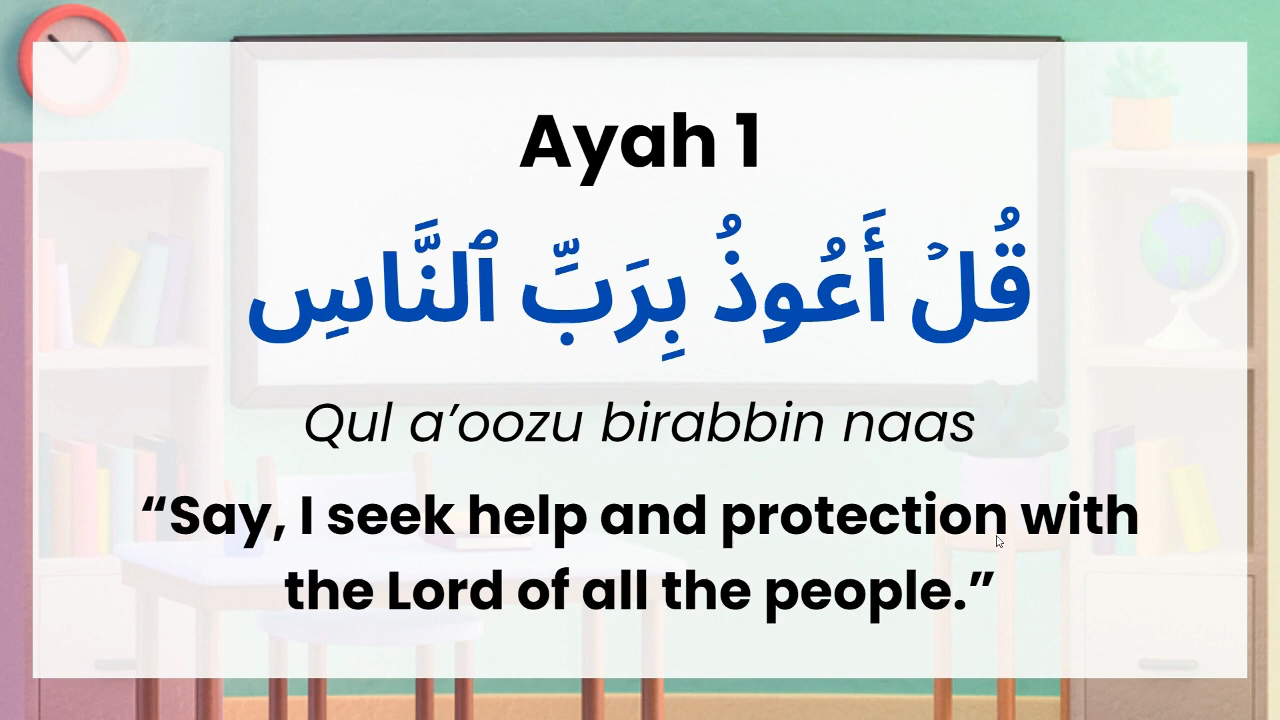 Ayah 1
قُلۡ أَعُوذُ بِرَبِّ ٱلنَّاسِ
Qul a’oozu birabbin naas
“Say, I seek help and protection with
the Lord of all the people.”